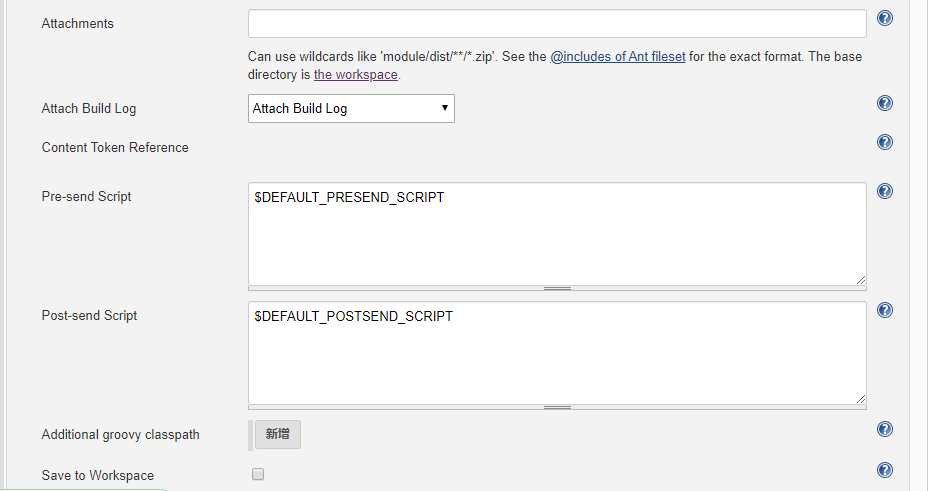 Attachments
Can use wildcards like 'module/dist/**/*.zip'. See the @includes of Ant fileset for the exact format. The base
directory is the workspace.
Attach Build Log
Attach Build Log
Content Token Reference
Pre-send Script
$DEFAULT_PRESEND_SCRIPT
Post-send Script
$DEFAULT_POSTSEND_SCRIPT
Additional groovy classpath
新增
Save to Workspace